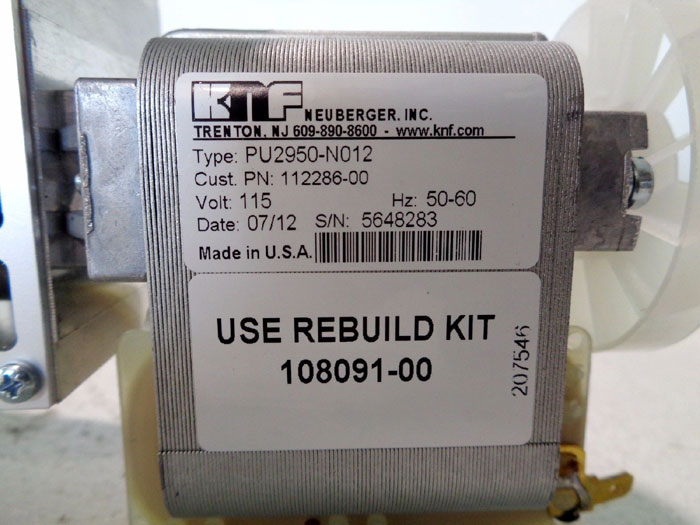 KNF NEUBERGER, INC.
TRENTON, NJ 609-890-8600 - www.knf.com
Type: PU2950-N012
Cust. PN: 112286-00
Volt: 115 Hz: 50-60
Date: 07/12 S/N: 5648283
Made in U.S.A.
USE REBUILD KIT
108091-00
207546